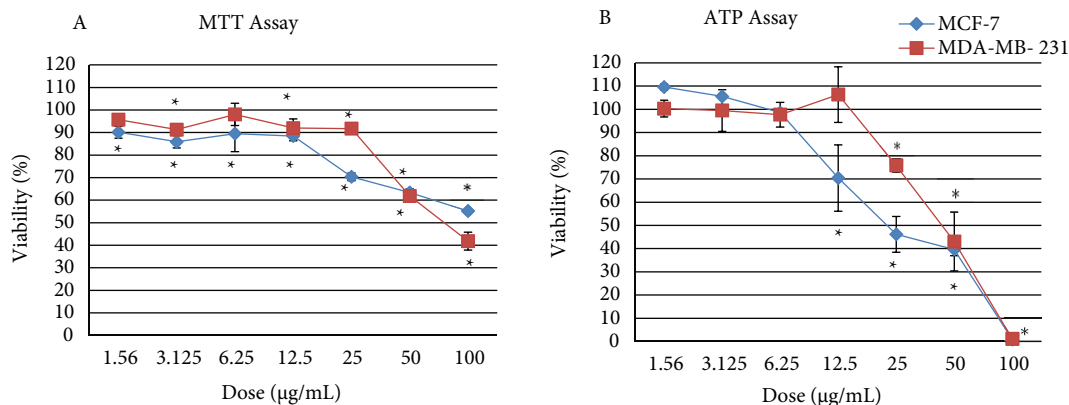 A
MTT Assay
120
110
100
90
80
70
60
50
40
30
20
10
0
Viability (%)
1.56 3.125 6.25 12.5 25 50 100
Dose (µg/mL)
* * * * * * * * * * * *
B
ATP Assay
MCF-7
MDA-MB- 231
120
110
100
90
80
70
60
50
40
30
20
10
0
Viability (%)
1.56 3.125 6.25 12.5 25 50 100
Dose (µg/mL)
* * * * * *